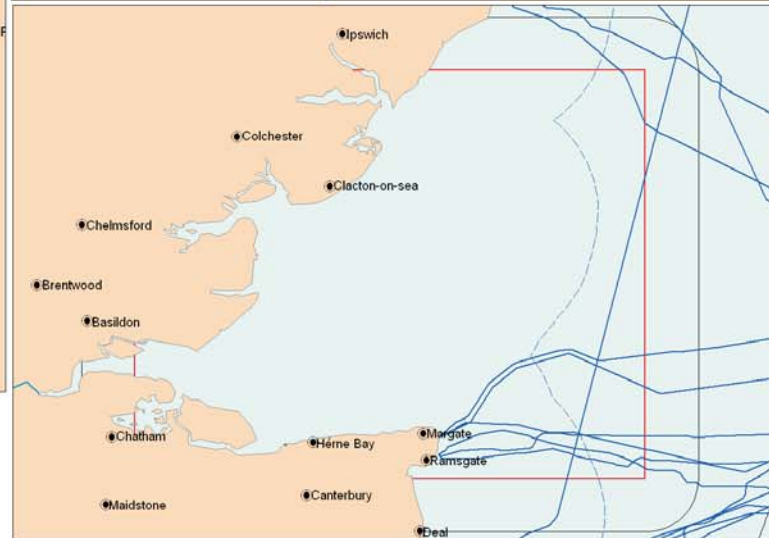 F
Ipswich
Colchester
Clacton-on-sea
Chelmsford
Brentwood
Basildon
Margate
Chatham
Herne Bay
Ramsgate
Canterbury
Maidstone
Deal